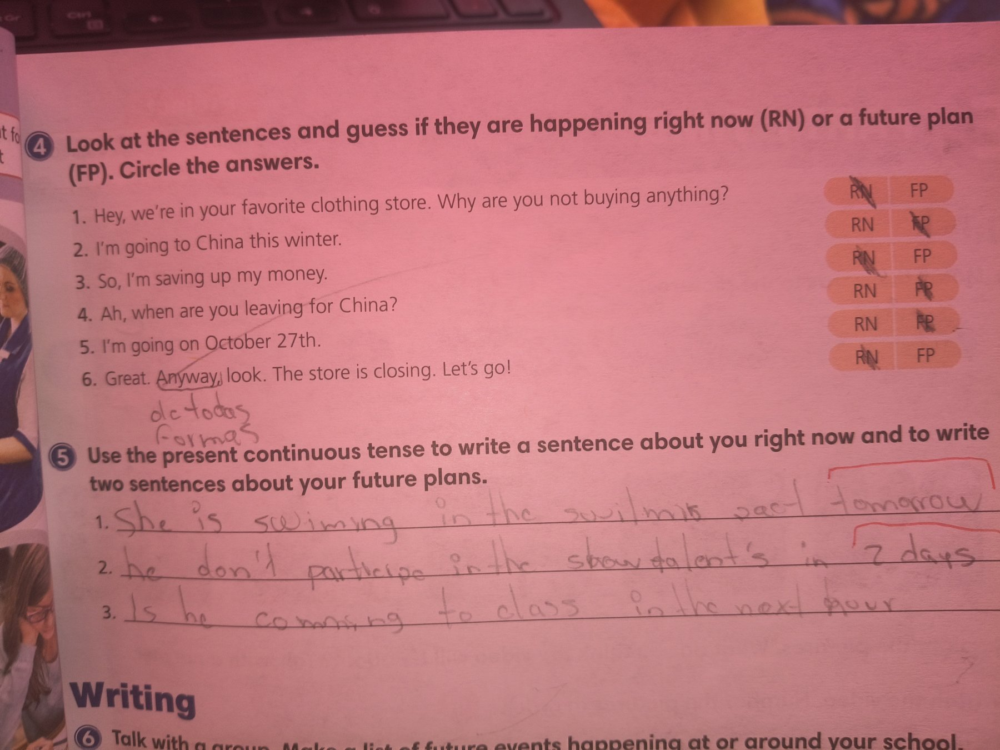 Ctrl
t fo
t
4 Look at the sentences and guess if they are happening right now (RN) or a future plan
(FP). Circle the answers.
1. Hey, we're in your favorite clothing store. Why are you not buying anything? RN FP
2. I'm going to China this winter. RN FP
3. So, I'm saving up my money. RN FP
4. Ah, when are you leaving for China? RN FP
5. I'm going on October 27th. RN FP
6. Great. Anyway, look. The store is closing. Let's go! RN FP
de todas
formas
5 Use the present continuous tense to write a sentence about you right now and to write
two sentences about your future plans.
1. She is swiming in the tomorrow
2. he don't participe in the show talent's in 2 days
3. Is he comming to class in the next hour
Writing
6 Talk with a group. Make a list of future events happening at or around your school.